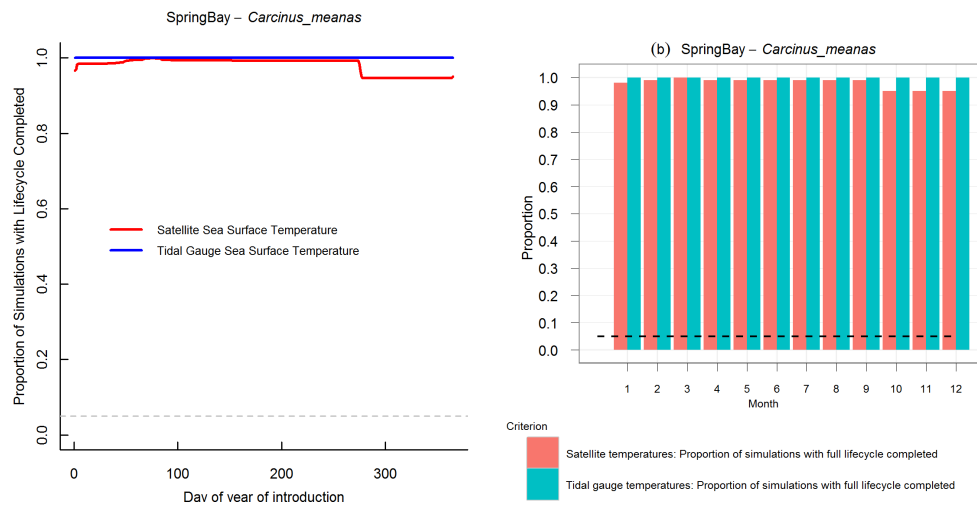 SpringBay – Carcinus_meanas
Proportion of Simulations with Lifecycle Completed
1.0
0.8
0.6
0.4
0.2
0.0
Satellite Sea Surface Temperature
Tidal Gauge Sea Surface Temperature
0 100 200 300
Day of year of introduction
(b) SpringBay – Carcinus_meanas
Proportion
1.0
0.9
0.8
0.7
0.6
0.5
0.4
0.3
0.2
0.1
0.0
1 2 3 4 5 6 7 8 9 10 11 12
Month
Criterion
Satellite temperatures: Proportion of simulations with full lifecycle completed
Tidal gauge temperatures: Proportion of simulations with full lifecycle completed